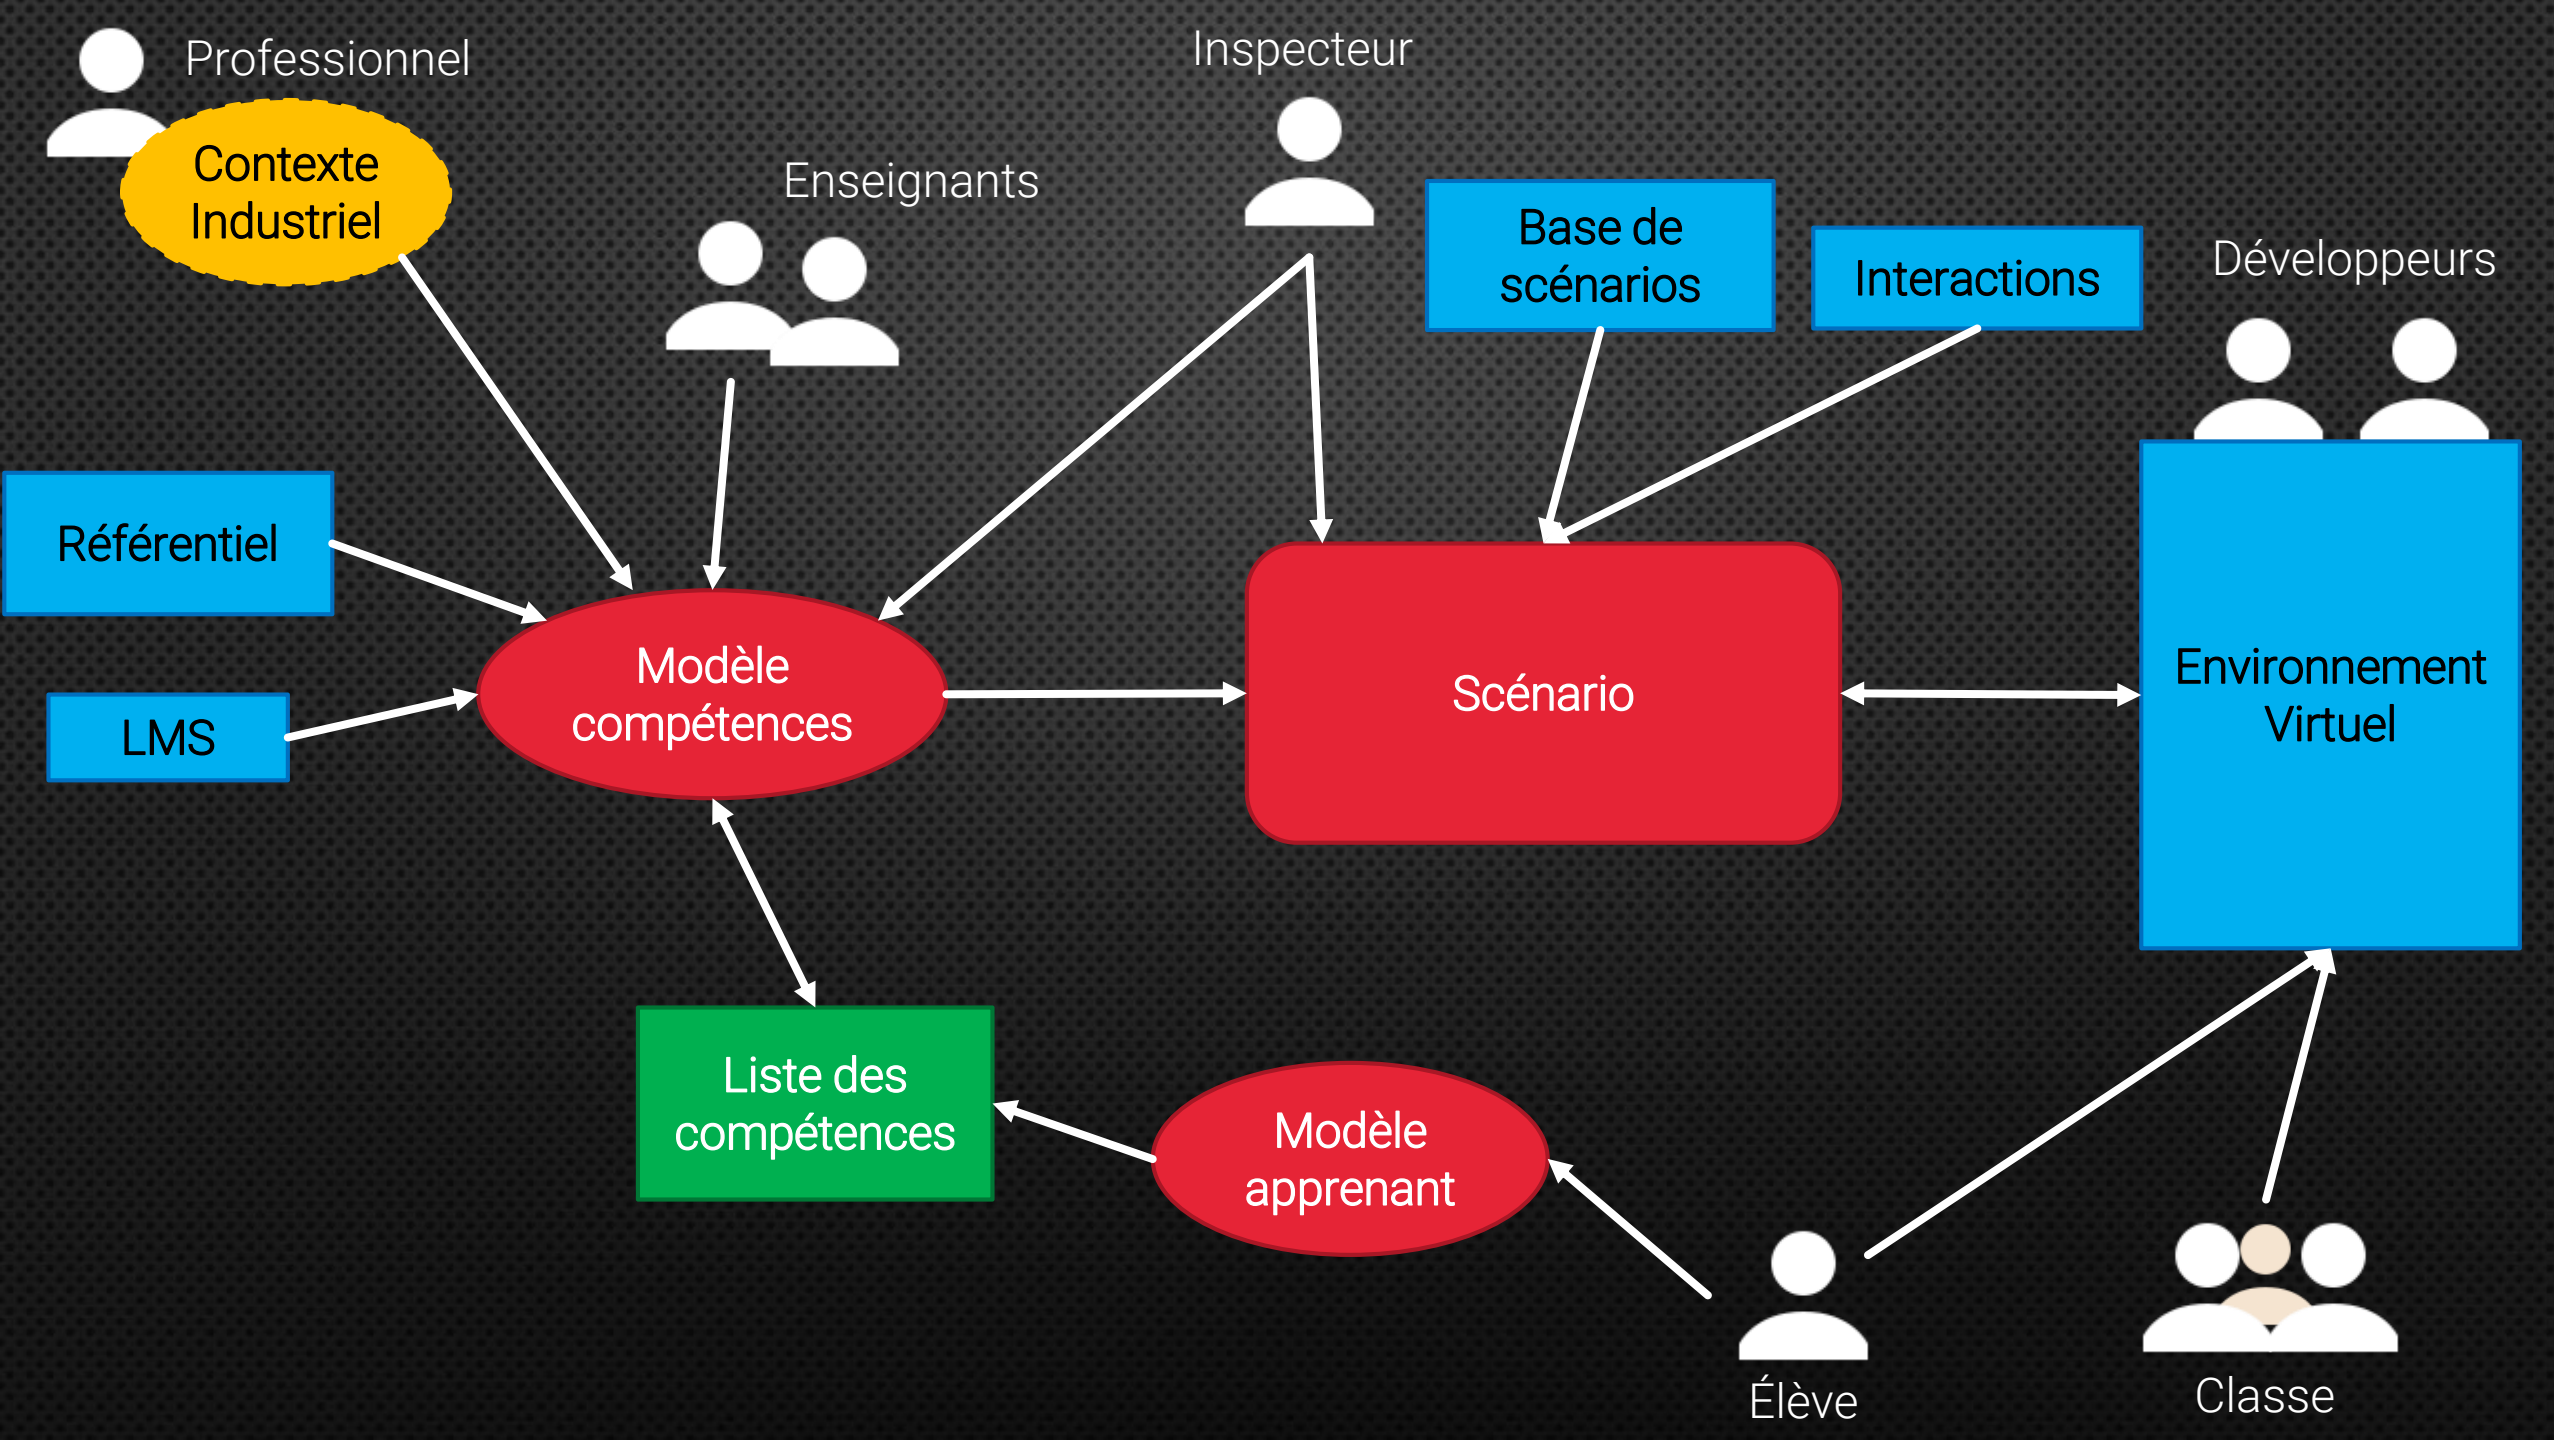 Professionnel
Inspecteur
Contexte
Industriel
Enseignants
Base de
scénarios
Interactions
Développeurs
Référentiel
LMS
Modèle
compétences
Scénario
Environnement
Virtuel
Liste des
compétences
Modèle
apprenant
Élève
Classe